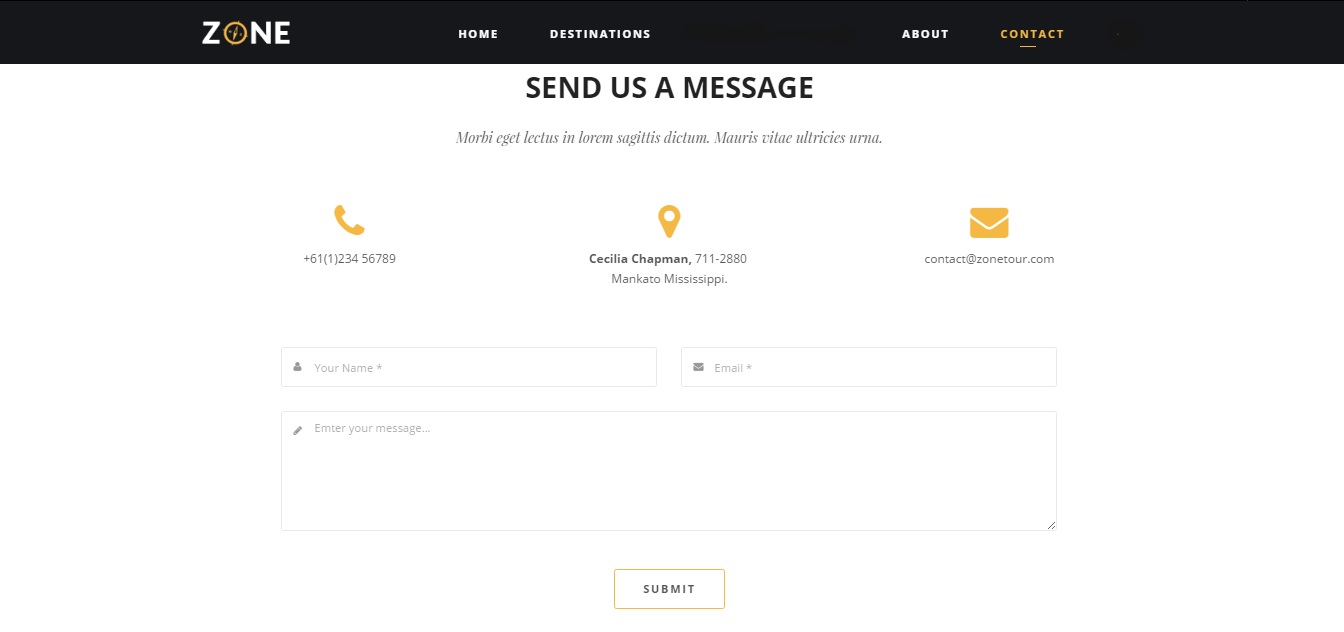 ZONE HOME DESTINATIONS ABOUT CONTACT
SEND US A MESSAGE
Morbi eget lectus in lorem sagittis dictum. Mauris vitae ultricies urna.
+61(1)234 56789
Cecilia Chapman, 711-2880
Mankato Mississippi.
contact@zonetour.com
Your Name *
Email *
Emter your message...
SUBMIT